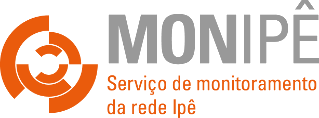 MONIPÊ
Serviço de monitoramento
da rede Ipê